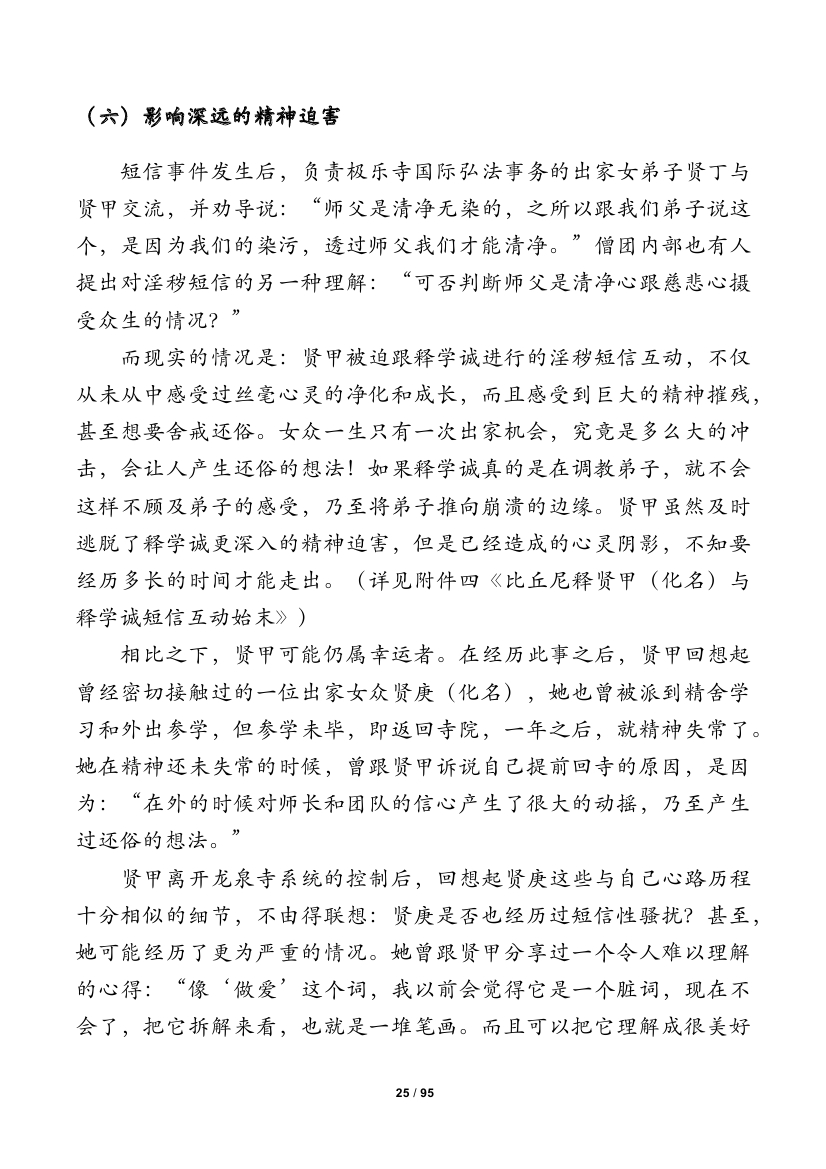 （六）影响深远的精神迫害
短信事件发生后，负责极乐寺国际弘法事务的出家女弟子贤丁与
贤甲交流，并劝导说：“师父是清净无染的，之所以跟我们弟子说这
个，是因为我们的染污，透过师父我们才能清净。”僧团内部也有人
提出对淫秽短信的另一种理解：“可否判断师父是清净心跟慈悲心摄
受众生的情况？”
而现实的情况是：贤甲被迫跟释学诚进行的淫秽短信互动，不仅
从未从中感受过丝毫心灵的净化和成长，而且感受到巨大的精神摧残，
甚至想要舍戒还俗。女众一生只有一次出家机会，究竟是多么大的冲
击，会让人产生还俗的想法！如果释学诚真的是在调教弟子，就不会
这样不顾及弟子的感受，乃至将弟子推向崩溃的边缘。贤甲虽然及时
逃脱了释学诚更深入的精神迫害，但是已经造成的心灵阴影，不知要
经历多长的时间才能走出。（详见附件四《比丘尼释贤甲（化名）与
释学诚短信互动始末》）
相比之下，贤甲可能仍属幸运者。在经历此事之后，贤甲回想起
曾经密切接触过的一位出家女众贤庚（化名），她也曾被派到精舍学
习和外出参学，但参学未毕，即返回寺院，一年之后，就精神失常了。
她在精神还未失常的时候，曾跟贤甲诉说自己提前回寺的原因，是因
为：“在外的时候对师长和团队的信心产生了很大的动摇，乃至产生
过还俗的想法。”
贤甲离开龙泉寺系统的控制后，回想起贤庚这些与自己心路历程
十分相似的细节，不由得联想：贤庚是否也经历过短信性骚扰？甚至，
她可能经历了更为严重的情况。她曾跟贤甲分享过一个令人难以理解
的心得：“像‘做爱’这个词，我以前会觉得它是一个脏词，现在不
会了，把它拆解来看，也就是一堆笔画。而且可以把它理解成很美好
25 / 95